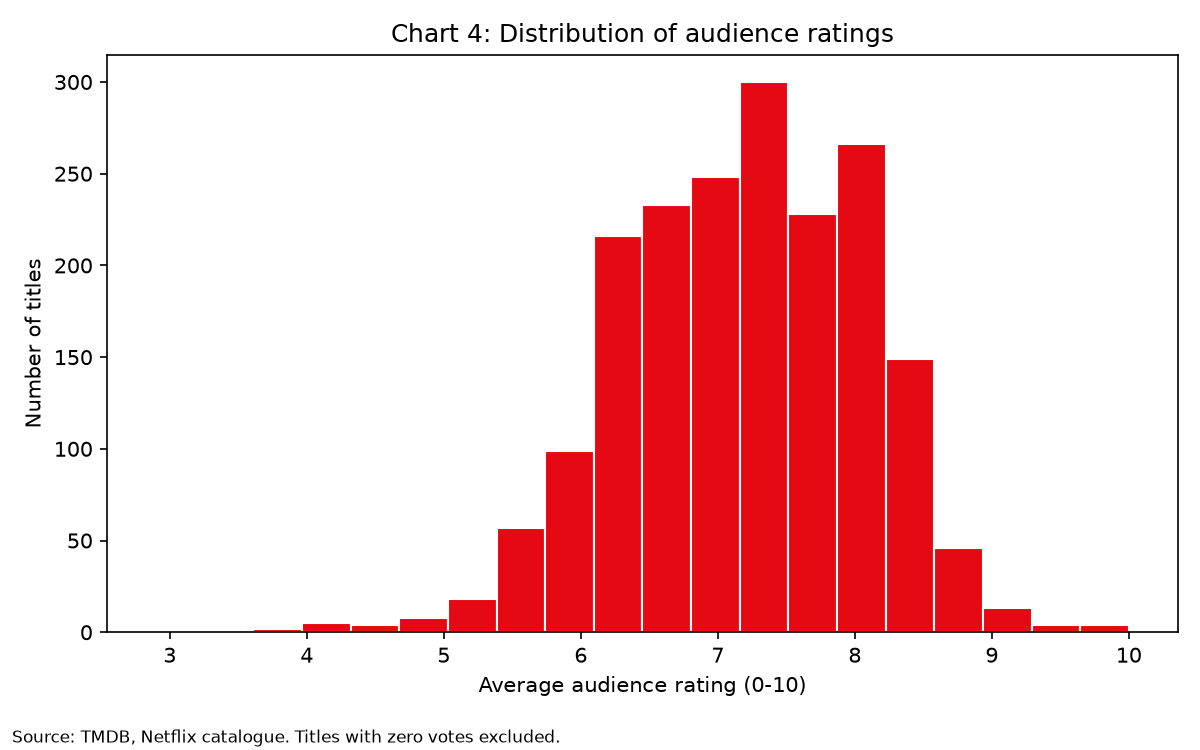 Chart 4: Distribution of audience ratings
300
250
200
150
100
50
0
Number of titles
3 4 5 6 7 8 9 10
Average audience rating (0-10)
Source: TMDB, Netflix catalogue. Titles with zero votes excluded.